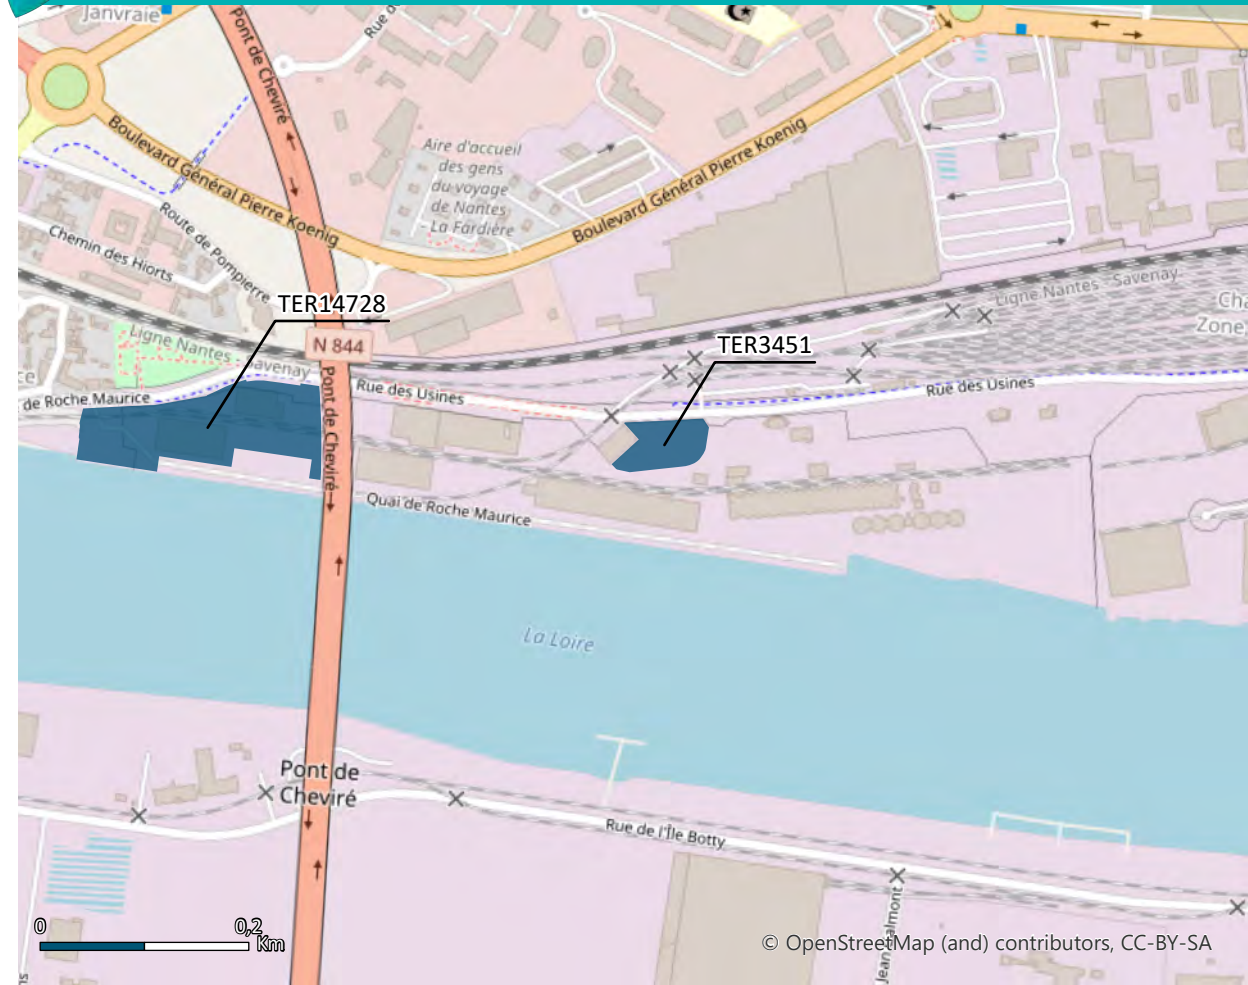 Janvraie
Pont de Cheviré
Rue
Boulevard Général Pierre Koenig
Aire d'accueil
des gens
du voyage
de Nantes
- La Fardière
Boulevard Général Pierre Koenig
Route de Pompierre
Chemin des Hiorts
TER14728
Ligne Nantes - Savenay
Ligne Nantes - Savenay
Zone
N 844
TER3451
de Roche Maurice
Rue des Usines
Rue des Usines
Pont de Cheviré
Quai de Roche Maurice
La Loire
Pont de
Cheviré
Rue de l'Île Botty
0
0,2
Km
© OpenStreetMap (and) contributors, CC-BY-SA